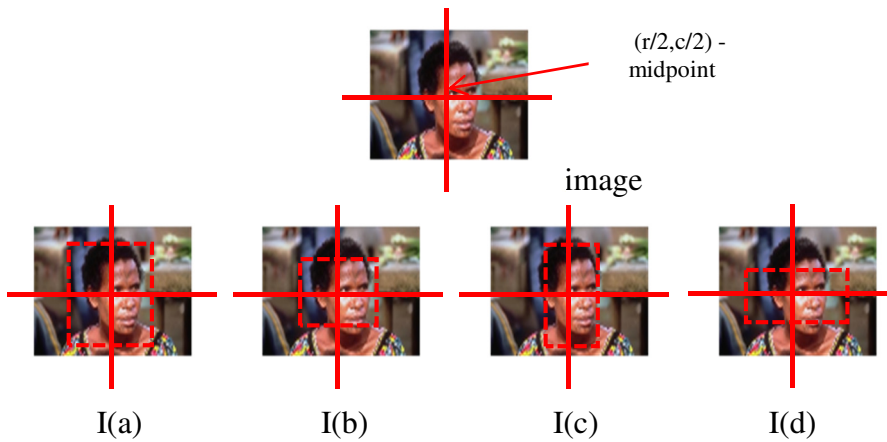 (r/2,c/2) -
midpoint
image
I(a) I(b) I(c) I(d)